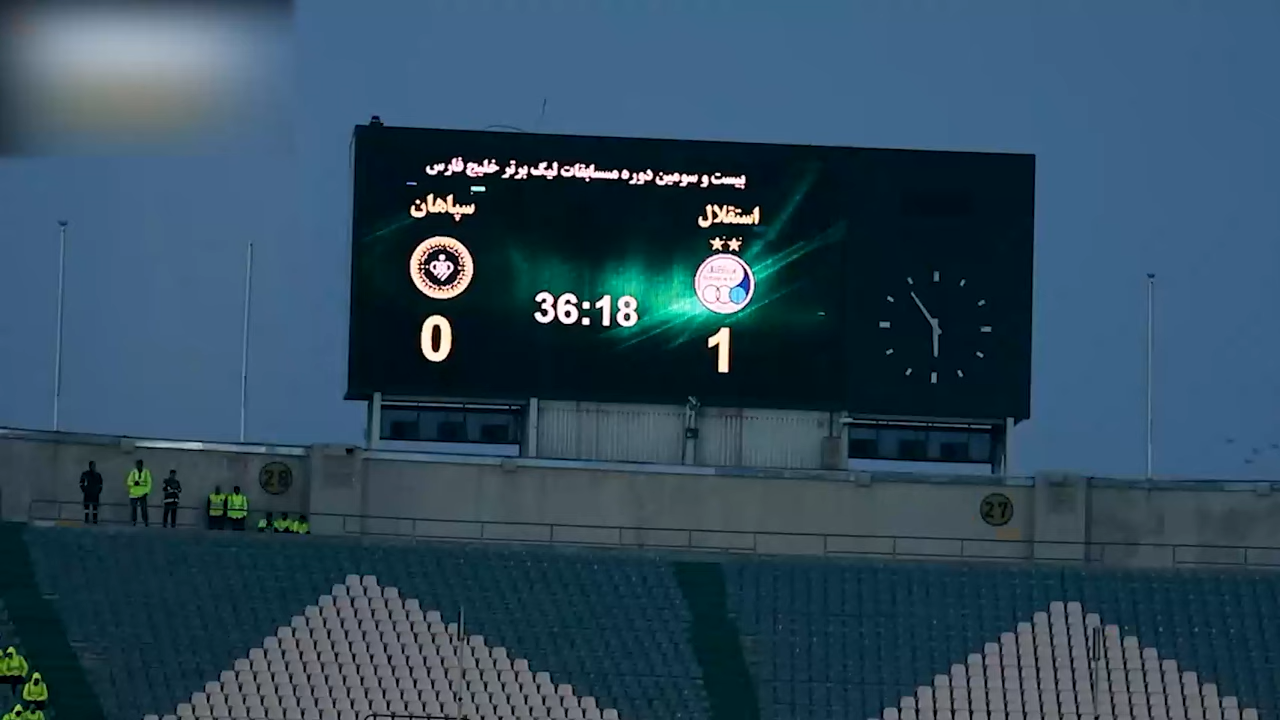 بیست و سومین دوره مسابقات لیگ برتر خلیج فارس
استقلال
سپاهان
36:18
0
1
28
27